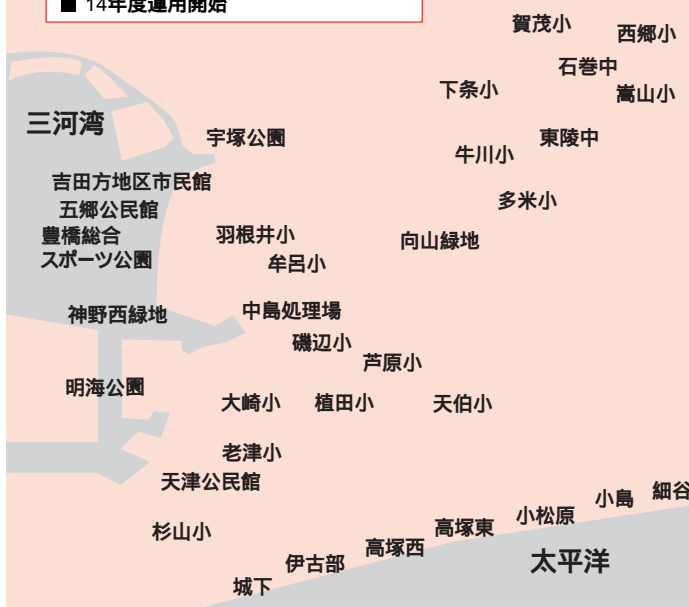 ■ 14年度運用開始
賀茂小
西郷小
石巻中
下条小
嵩山小
三河湾
宇塚公園
東陵中
牛川小
吉田方地区市民館
多米小
五郷公民館
豊橋総合
スポーツ公園
羽根井小
向山緑地
牟呂小
神野西緑地
中島処理場
磯辺小
芦原小
明海公園
大崎小
植田小
天伯小
老津小
天津公民館
細谷
小島
小松原
高塚東
杉山小
高塚西
伊古部
太平洋
城下